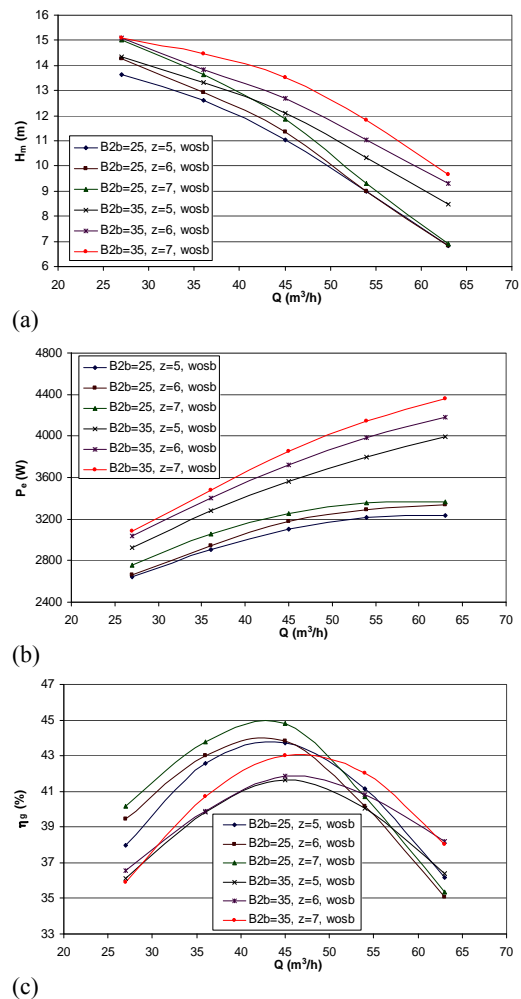 16
15
14
13
12
11
10
9
8
7
6
H_m (m)
B2b=25, z=5, wosb
B2b=25, z=6, wosb
B2b=25, z=7, wosb
B2b=35, z=5, wosb
B2b=35, z=6, wosb
B2b=35, z=7, wosb
20 25 30 35 40 45 50 55 60 65 70
Q (m³/h)
(a)
4800
4400
4000
3600
3200
2800
2400
P_e (W)
B2b=25, z=5, wosb
B2b=25, z=6, wosb
B2b=25, z=7, wosb
B2b=35, z=5, wosb
B2b=35, z=6, wosb
B2b=35, z=7, wosb
20 25 30 35 40 45 50 55 60 65 70
Q (m³/h)
(b)
47
45
43
41
39
37
35
33
η_g (%)
B2b=25, z=5, wosb
B2b=25, z=6, wosb
B2b=25, z=7, wosb
B2b=35, z=5, wosb
B2b=35, z=6, wosb
B2b=35, z=7, wosb
20 25 30 35 40 45 50 55 60 65 70
Q (m³/h)
(c)